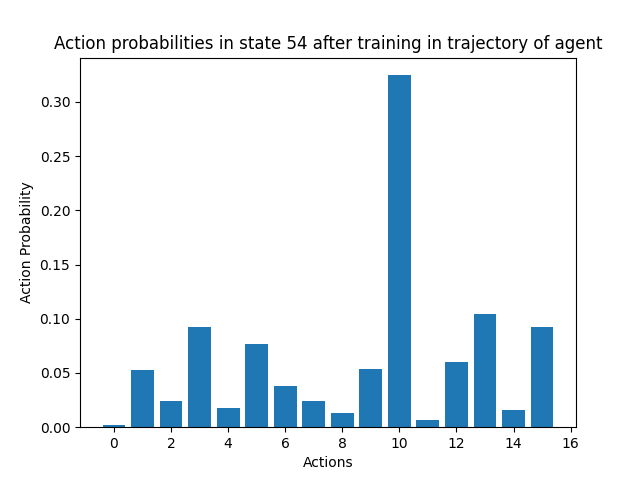 Action probabilities in state 54 after training in trajectory of agent
0.30
0.25
0.20
0.15
0.10
0.05
0.00
Action Probability
0 2 4 6 8 10 12 14 16
Actions